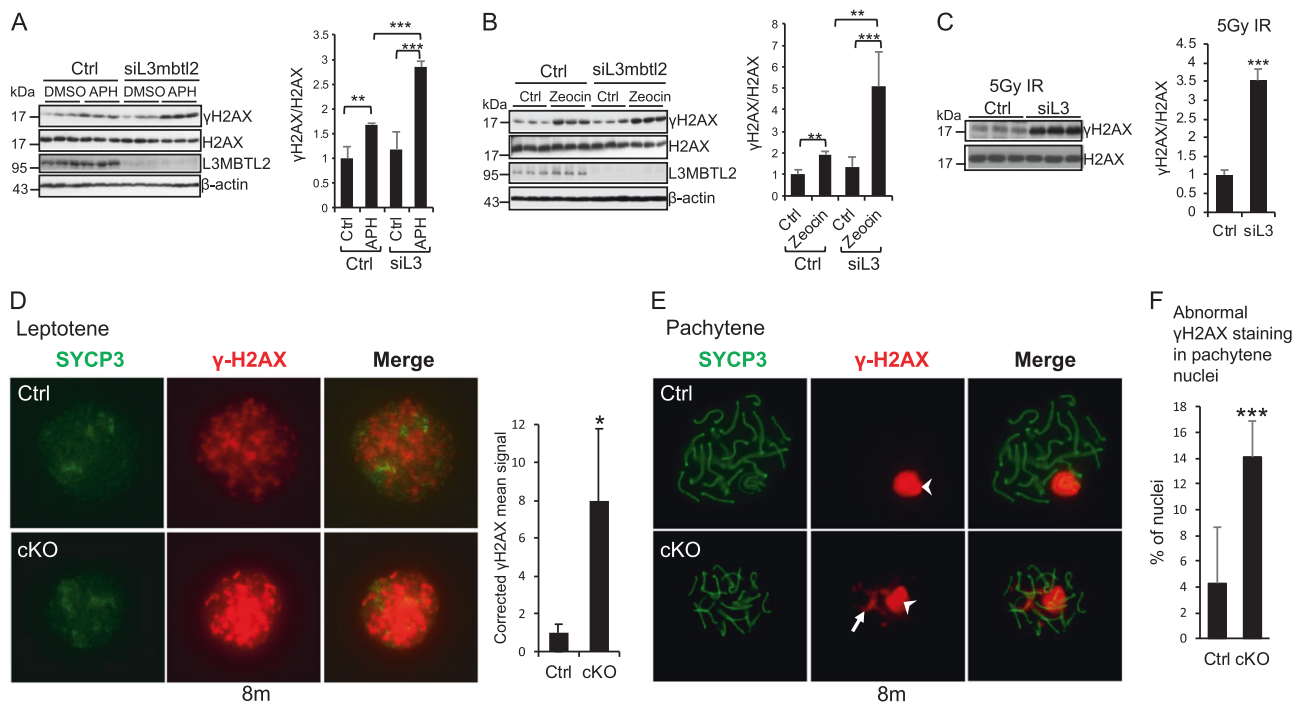 A
Ctrl siL3mbtl2
kDa DMSO APH DMSO APH
17 γH2AX
17 H2AX
95 L3MBTL2
43 β-actin
γH2AX/H2AX
3.5
3
2.5
2
1.5
1
0.5
0
** *** ***
Ctrl APH Ctrl APH
Ctrl siL3
B
Ctrl siL3mbtl2
Ctrl Zeocin Ctrl Zeocin
kDa
17 γH2AX
17 H2AX
95 L3MBTL2
43 β-actin
γH2AX/H2AX
8
7
6
5
4
3
2
1
0
** ** ***
Ctrl Zeocin Ctrl Zeocin
Ctrl siL3
C
5Gy IR
kDa Ctrl siL3
17 γH2AX
17 H2AX
5Gy IR
γH2AX/H2AX
4.5
4
3.5
3
2.5
2
1.5
1
0.5
0
***
Ctrl siL3
D
Leptotene
SYCP3 γ-H2AX Merge
Ctrl
cKO
8m
Corrected γH2AX mean signal
12
10
8
6
4
2
0
*
Ctrl cKO
E
Pachytene
SYCP3 γ-H2AX Merge
Ctrl
cKO
8m
F
Abnormal
γH2AX staining
in pachytene
nuclei
% of nuclei
18
16
14
12
10
8
6
4
2
0
***
Ctrl cKO